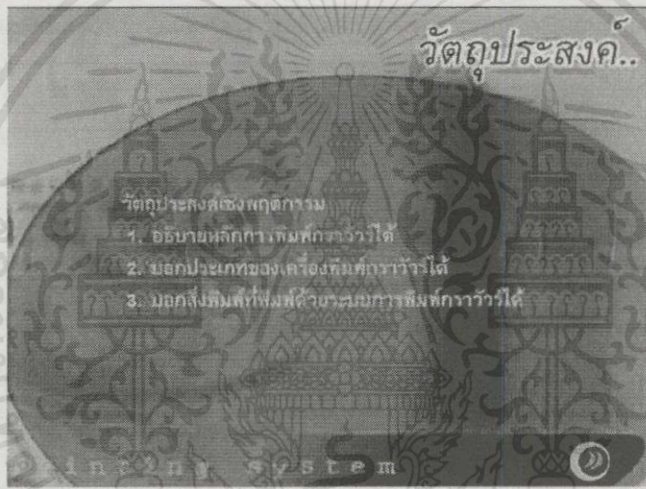 วัตถุประสงค์..
วัตถุประสงค์เชิงพฤติกรรม
1. อธิบายหลักการพิมพ์กราวัวร์ได้
2. บอกประเภทของเครื่องพิมพ์กราวัวร์ได้
3. บอกสิ่งพิมพ์ที่พิมพ์ด้วยระบบการพิมพ์กราวัวร์ได้
rinting system